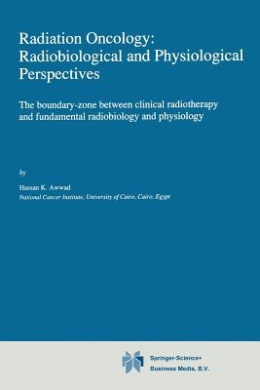 Radiation Oncology:
Radiobiological and Physiological
Perspectives
The boundary-zone between clinical radiotherapy
and fundamental radiobiology and physiology
by
Hassan K. Awwad
National Cancer Institute, University of Cairo, Cairo, Egypt
Springer-Science+
Business Media, B.V.